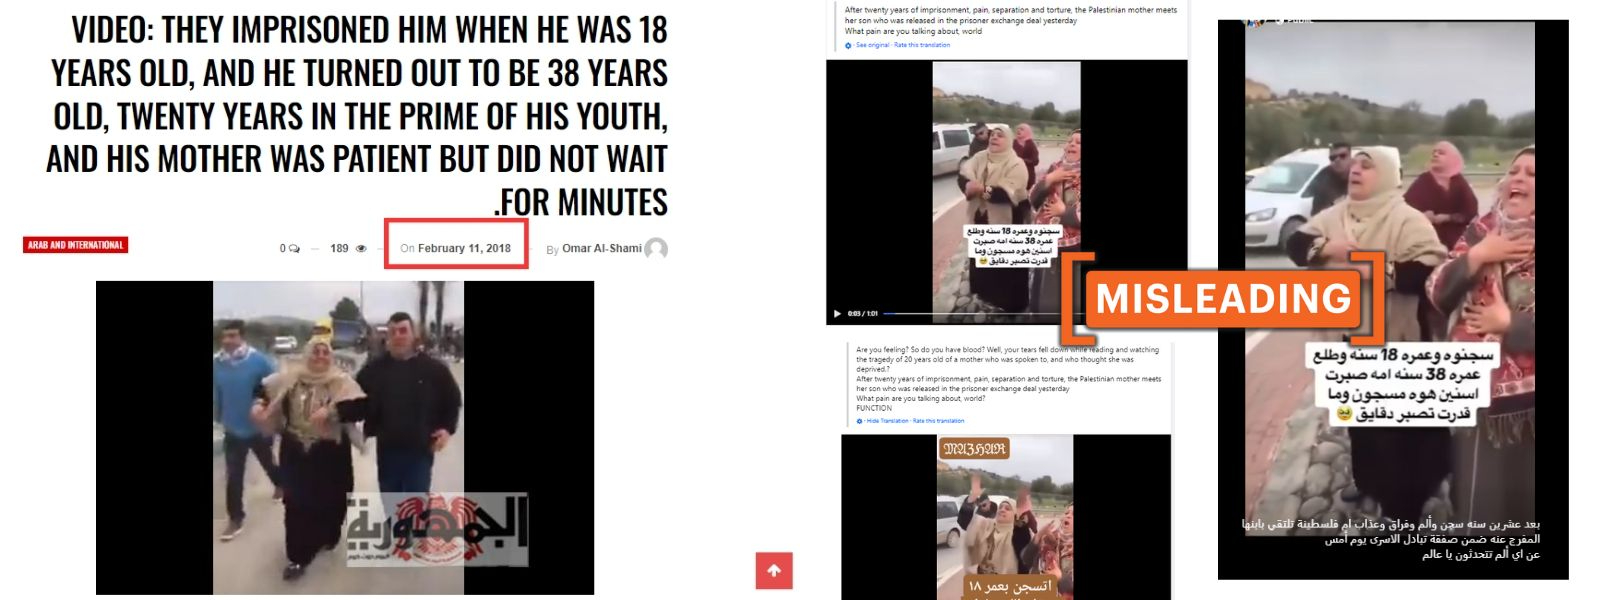 VIDEO: THEY IMPRISONED HIM WHEN HE WAS 18
YEARS OLD, AND HE TURNED OUT TO BE 38 YEARS
OLD, TWENTY YEARS IN THE PRIME OF HIS YOUTH,
AND HIS MOTHER WAS PATIENT BUT DID NOT WAIT
.FOR MINUTES
ARAB AND INTERNATIONAL
0 — 189 — On February 11, 2018 - By Omar Al-Shami
الجمهورية
After twenty years of imprisonment, pain, separation and torture, the Palestinian mother meets
her son who was released in the prisoner exchange deal yesterday
What pain are you talking about, world
· See original · Rate this translation
سجنوه وعمره 18 سنه وطلع
عمره 38 سنه امه صبرت
اسنين هوه مسجون وما
قدرت تصبر دقايق 🥹
0:03 / 1:01
MISLEADING
Are you feeling? So do you have blood? Well, your tears fell down while reading and watching
the tragedy of 20 years old of a mother who was spoken to, and who thought she was
deprived.?
After twenty years of imprisonment, pain, separation and torture, the Palestinian mother meets
her son who was released in the prisoner exchange deal yesterday
What pain are you talking about, world?
FUNCTION
· Hide Translation · Rate this translation
MAZHAR
اتسجن بعمر ١٨
Public
سجنوه وعمره 18 سنه وطلع
عمره 38 سنه امه صبرت
اسنين هوه مسجون وما
قدرت تصبر دقايق 🥹
بعد عشرين سنه سجن وألم وفراق وعذاب ام فلسطينة تلتقي بابنها
المفرج عنه ضمن صفقة تبادل الاسرى يوم أمس
عن اي ألم تتحدثون يا عالم